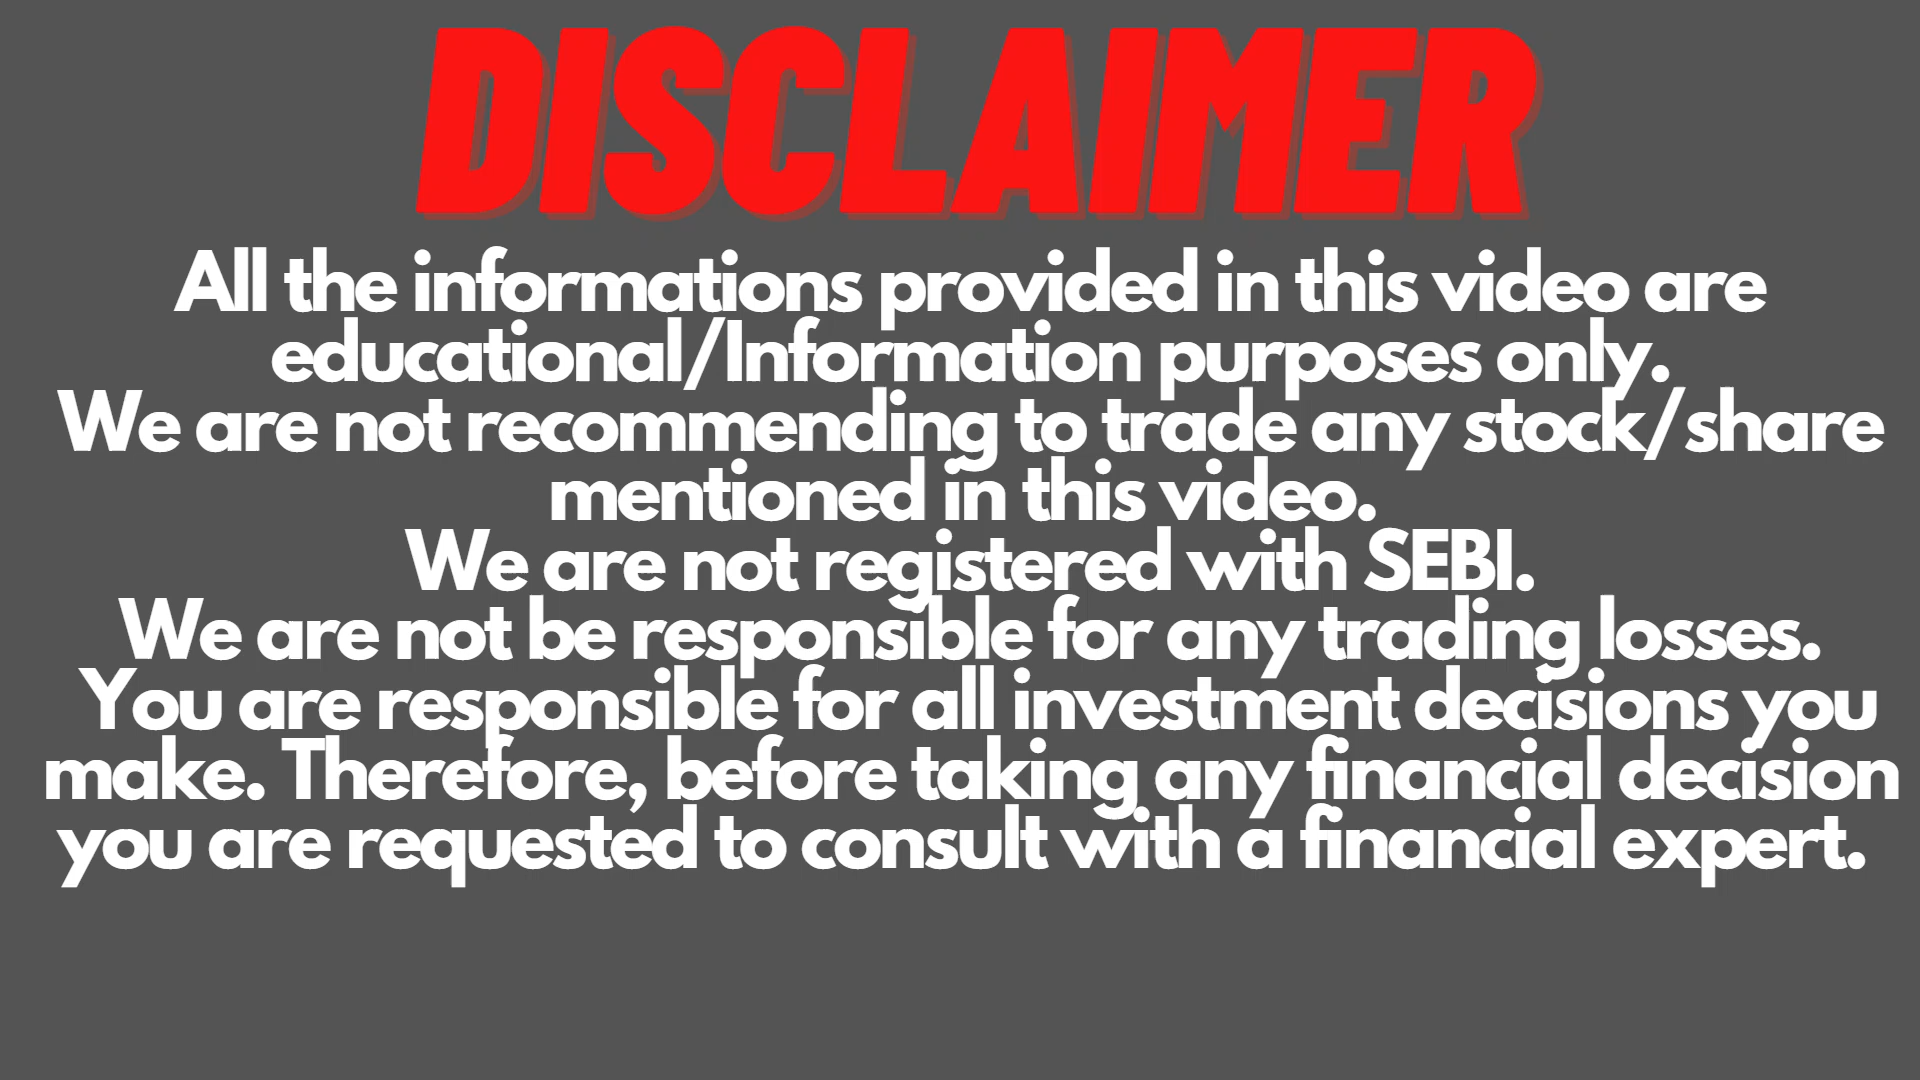 DISCLAIMER
All the informations provided in this video are
educational/Information purposes only.
We are not recommending to trade any stock/share
mentioned in this video.
We are not registered with SEBI.
We are not be responsible for any trading losses.
You are responsible for all investment decisions you
make. Therefore, before taking any financial decision
you are requested to consult with a financial expert.